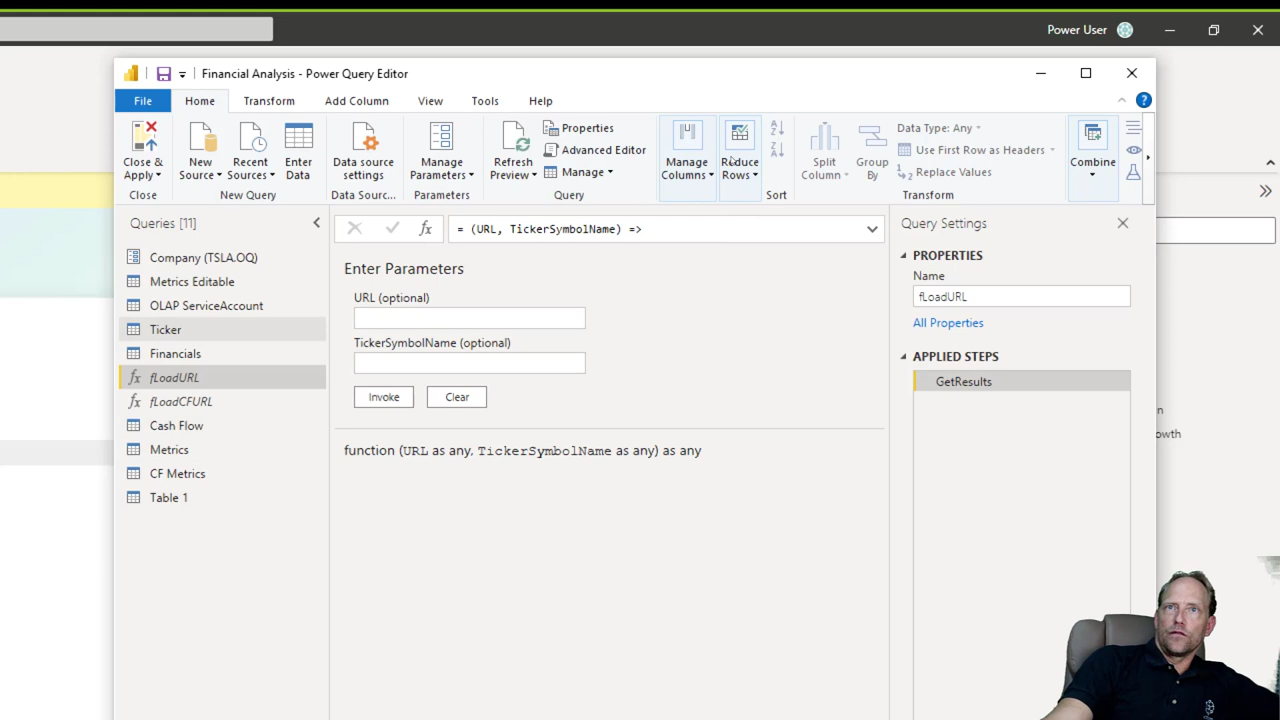 Power User
Financial Analysis - Power Query Editor
File
Home
Transform
Add Column
View
Tools
Help
Close & Apply
New Source
Recent Sources
Enter Data
Data source settings
Manage Parameters
Refresh Preview
Properties
Advanced Editor
Manage
Manage Columns
Reduce Rows
A Z
Z A
Split Column
Group By
Data Type: Any
Use First Row as Headers
1 2 Replace Values
Combine
Close
New Query
Data Sourc...
Parameters
Query
Sort
Transform
Queries [11]
fx
= (URL, TickerSymbolName) =>
Query Settings
Company (TSLA.OQ)
Metrics Editable
OLAP ServiceAccount
Ticker
Financials
fx fLoadURL
fx fLoadCFURL
Cash Flow
Metrics
CF Metrics
Table 1
Enter Parameters
URL (optional)
TickerSymbolName (optional)
Invoke
Clear
function (URL as any, TickerSymbolName as any) as any
PROPERTIES
Name
fLoadURL
All Properties
APPLIED STEPS
GetResults